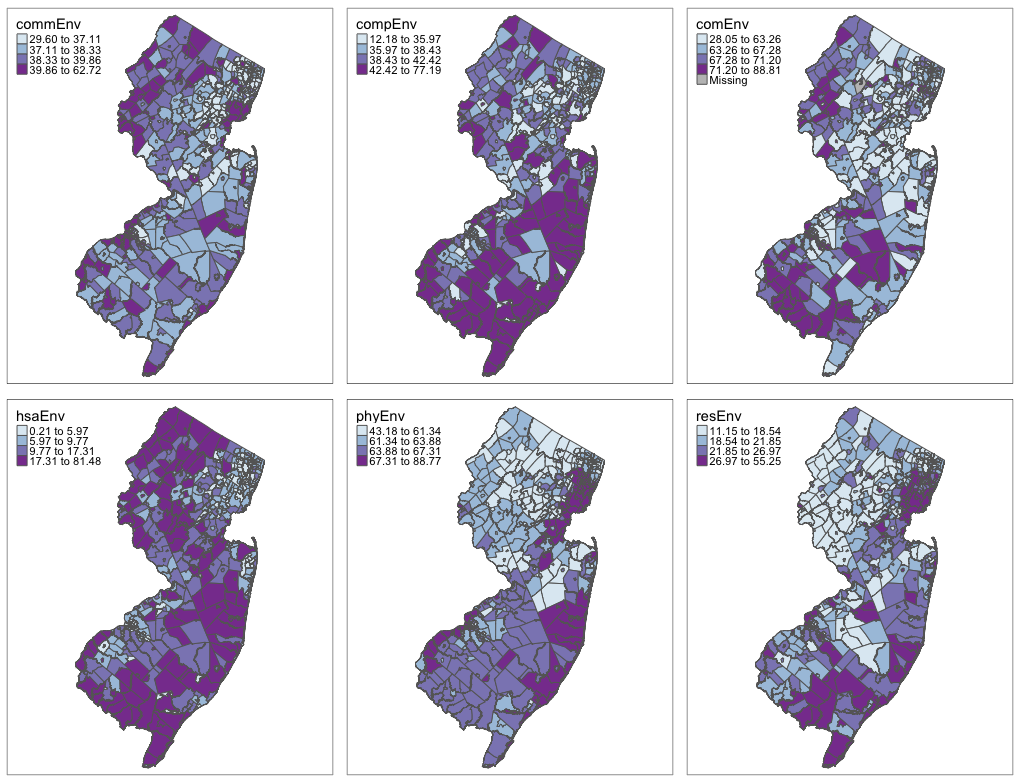 commEnv
29.60 to 37.11
37.11 to 38.33
38.33 to 39.86
39.86 to 62.72
compEnv
12.18 to 35.97
35.97 to 38.43
38.43 to 42.42
42.42 to 77.19
comEnv
28.05 to 63.26
63.26 to 67.28
67.28 to 71.20
71.20 to 88.81
Missing
hsaEnv
0.21 to 5.97
5.97 to 9.77
9.77 to 17.31
17.31 to 81.48
phyEnv
43.18 to 61.34
61.34 to 63.88
63.88 to 67.31
67.31 to 88.77
resEnv
11.15 to 18.54
18.54 to 21.85
21.85 to 26.97
26.97 to 55.25